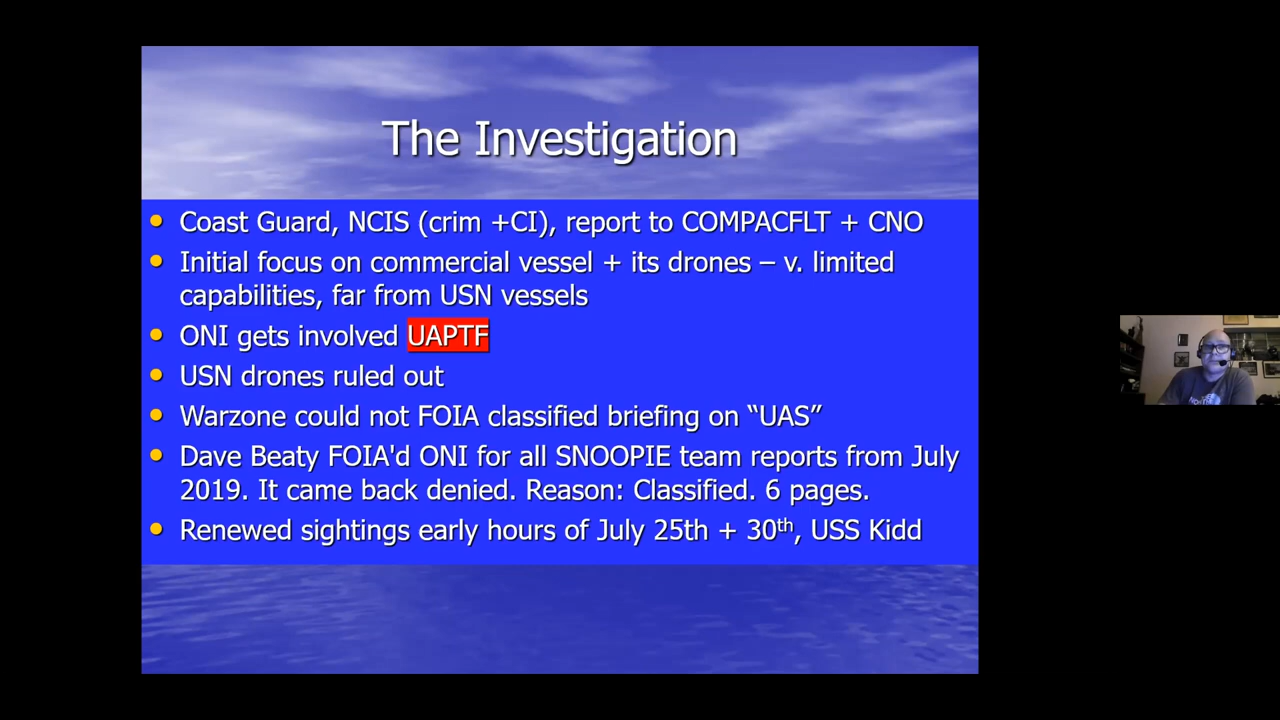 The Investigation
Coast Guard, NCIS (crim +CI), report to COMPACFLT + CNO
Initial focus on commercial vessel + its drones – v. limited
capabilities, far from USN vessels
ONI gets involved UAPTF
USN drones ruled out
Warzone could not FOIA classified briefing on “UAS”
Dave Beaty FOIA'd ONI for all SNOOPIE team reports from July
2019. It came back denied. Reason: Classified. 6 pages.
Renewed sightings early hours of July 25th + 30th, USS Kidd